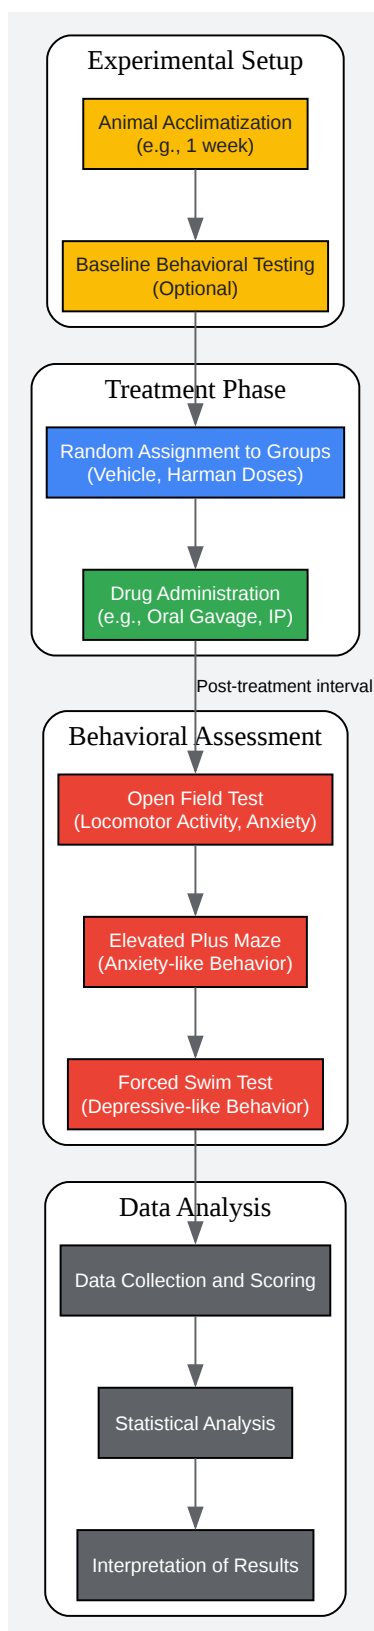 Experimental Setup
Animal Acclimatization
(e.g., 1 week)
Baseline Behavioral Testing
(Optional)
Treatment Phase
Random Assignment to Groups
(Vehicle, Harman Doses)
Drug Administration
(e.g., Oral Gavage, IP)
Post-treatment interval
Behavioral Assessment
Open Field Test
(Locomotor Activity, Anxiety)
Elevated Plus Maze
(Anxiety-like Behavior)
Forced Swim Test
(Depressive-like Behavior)
Data Analysis
Data Collection and Scoring
Statistical Analysis
Interpretation of Results